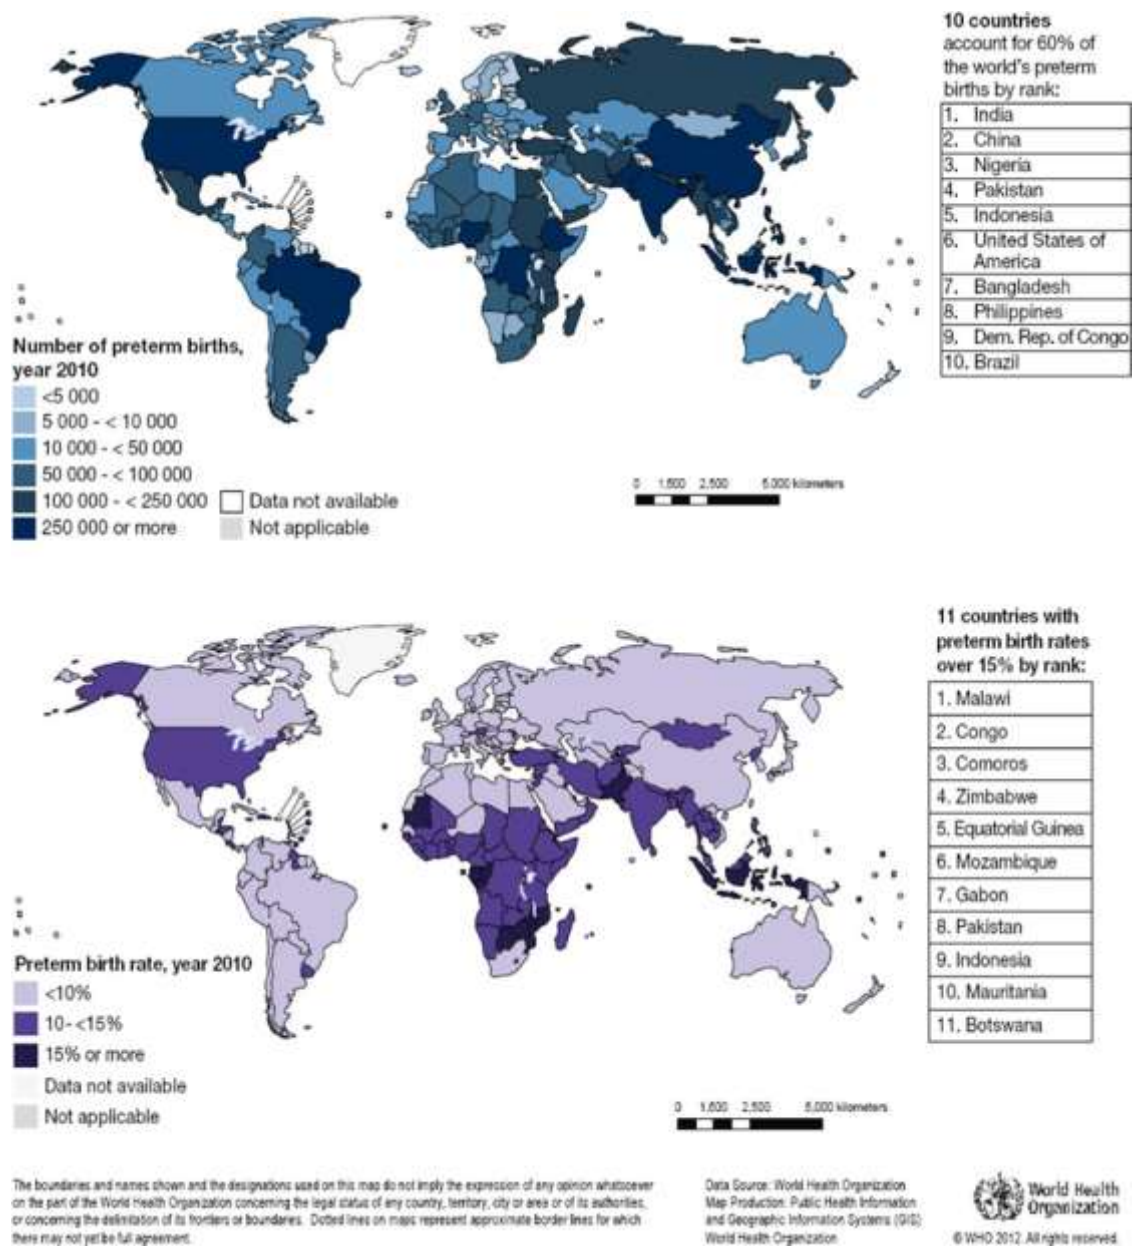 10 countries
account for 60% of
the world's preterm
births by rank:
1. India
2. China
3. Nigeria
4. Pakistan
5. Indonesia
6. United States of
America
7. Bangladesh
8. Philippines
9. Dem. Rep. of Congo
10. Brazil
Number of preterm births,
year 2010
<5 000
5 000 - < 10 000
10 000 - < 50 000
50 000 - < 100 000
100 000 - < 250 000
250 000 or more
Data not available
Not applicable
0 1,500 2,500 5,000 kilometers
11 countries with
preterm birth rates
over 15% by rank:
1. Malawi
2. Congo
3. Comoros
4. Zimbabwe
5. Equatorial Guinea
6. Mozambique
7. Gabon
8. Pakistan
9. Indonesia
10. Mauritania
11. Botswana
Preterm birth rate, year 2010
<10%
10- <15%
15% or more
Data not available
Not applicable
0 1,500 2,500 5,000 kilometers
The boundaries and names shown and the designations used on this map do not imply the expression of any opinion whatsoever
on the part of the World Health Organization concerning the legal status of any country, territory, city or area or of its authorities,
or concerning the delimitation of its frontiers or boundaries. Dotted lines on maps represent approximate border lines for which
there may not yet be full agreement.
Data Source: World Health Organization
Map Production: Public Health Information
and Geographic Information Systems (GIS)
World Health Organization
World Health
Organization
© WHO 2012. All rights reserved.